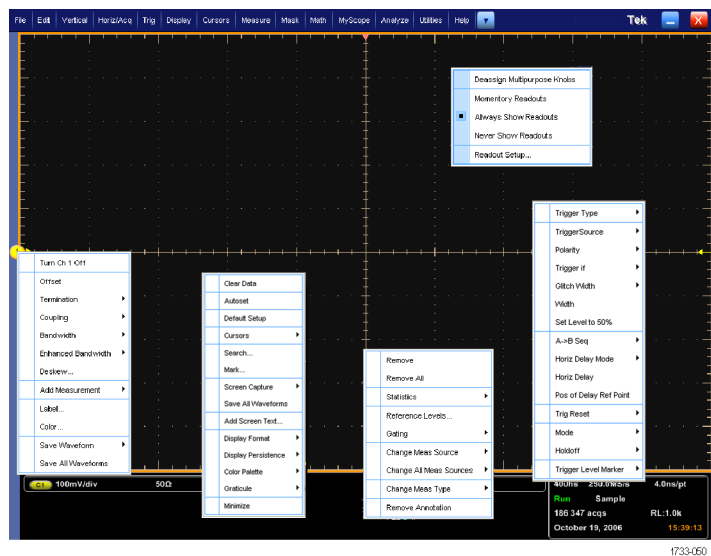 File Edit Vertical Horiz/Acq Trig Display Cursors Measure Mask Math MyScope Analyze Utilities Help Tek X
Deassign Multipurpose Knobs
Momentory Readouts
Allways Show Readouts
Never Show Readouts
Readout Setup...
Trigger Type
TriggerSource
Polarity
Trigger if
Glitch Width
Width
Set Level to 50%
A->B Seq
Horiz Delay Mode
Horiz Delay
Pos of Delay Ref Point
Trig Reset
Mode
Holdoff
Trigger Level Marker
1
Turn Ch 1 Off
Offset
Termination
Coupling
Bandwidth
Enhanced Bandwidth
Deskew...
Add Measurement
Label...
Color...
Save Waveform
Save All Waveforms
Clear Data
Autoset
Default Setup
Cursors
Search...
Mark...
Screen Capture
Save All Waveforms
Add Screen Text...
Display Format
Display Persistence
Color Palette
Graticule
Minimize
Remove
Remove All
Statistics
Reference Levels...
Gating
Change Meas Source
Change All Meas Sources
Change Meas Type
Remove Annotation
C1 100mV/div 50Ω
400ns 250.0MS/s 4.0ns/pt
Run Sample
186 347 acqs RL:1.0k
October 19, 2006 15:39:13
1733-050